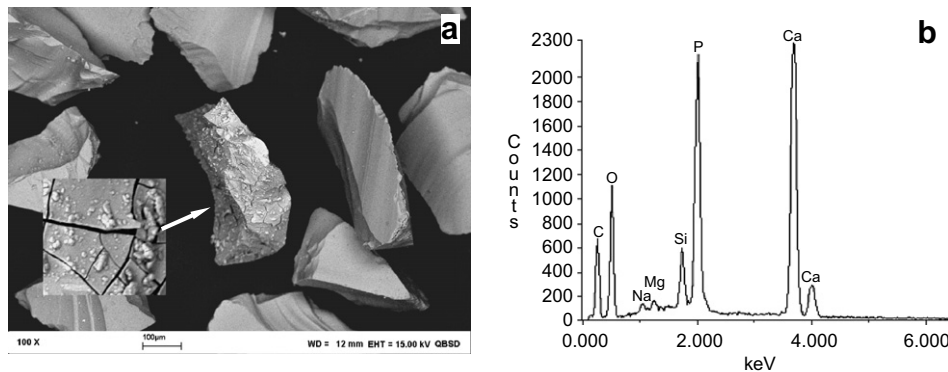 a
100 X
100μm
WD = 12 mm EHT = 15.00 kV QBSD
b
2300
2000
1800
1600
1400
1200
1000
800
600
400
200
0
Counts
C
O
Na
Mg
Si
P
Ca
Ca
0.000
2.000
4.000
6.000
keV